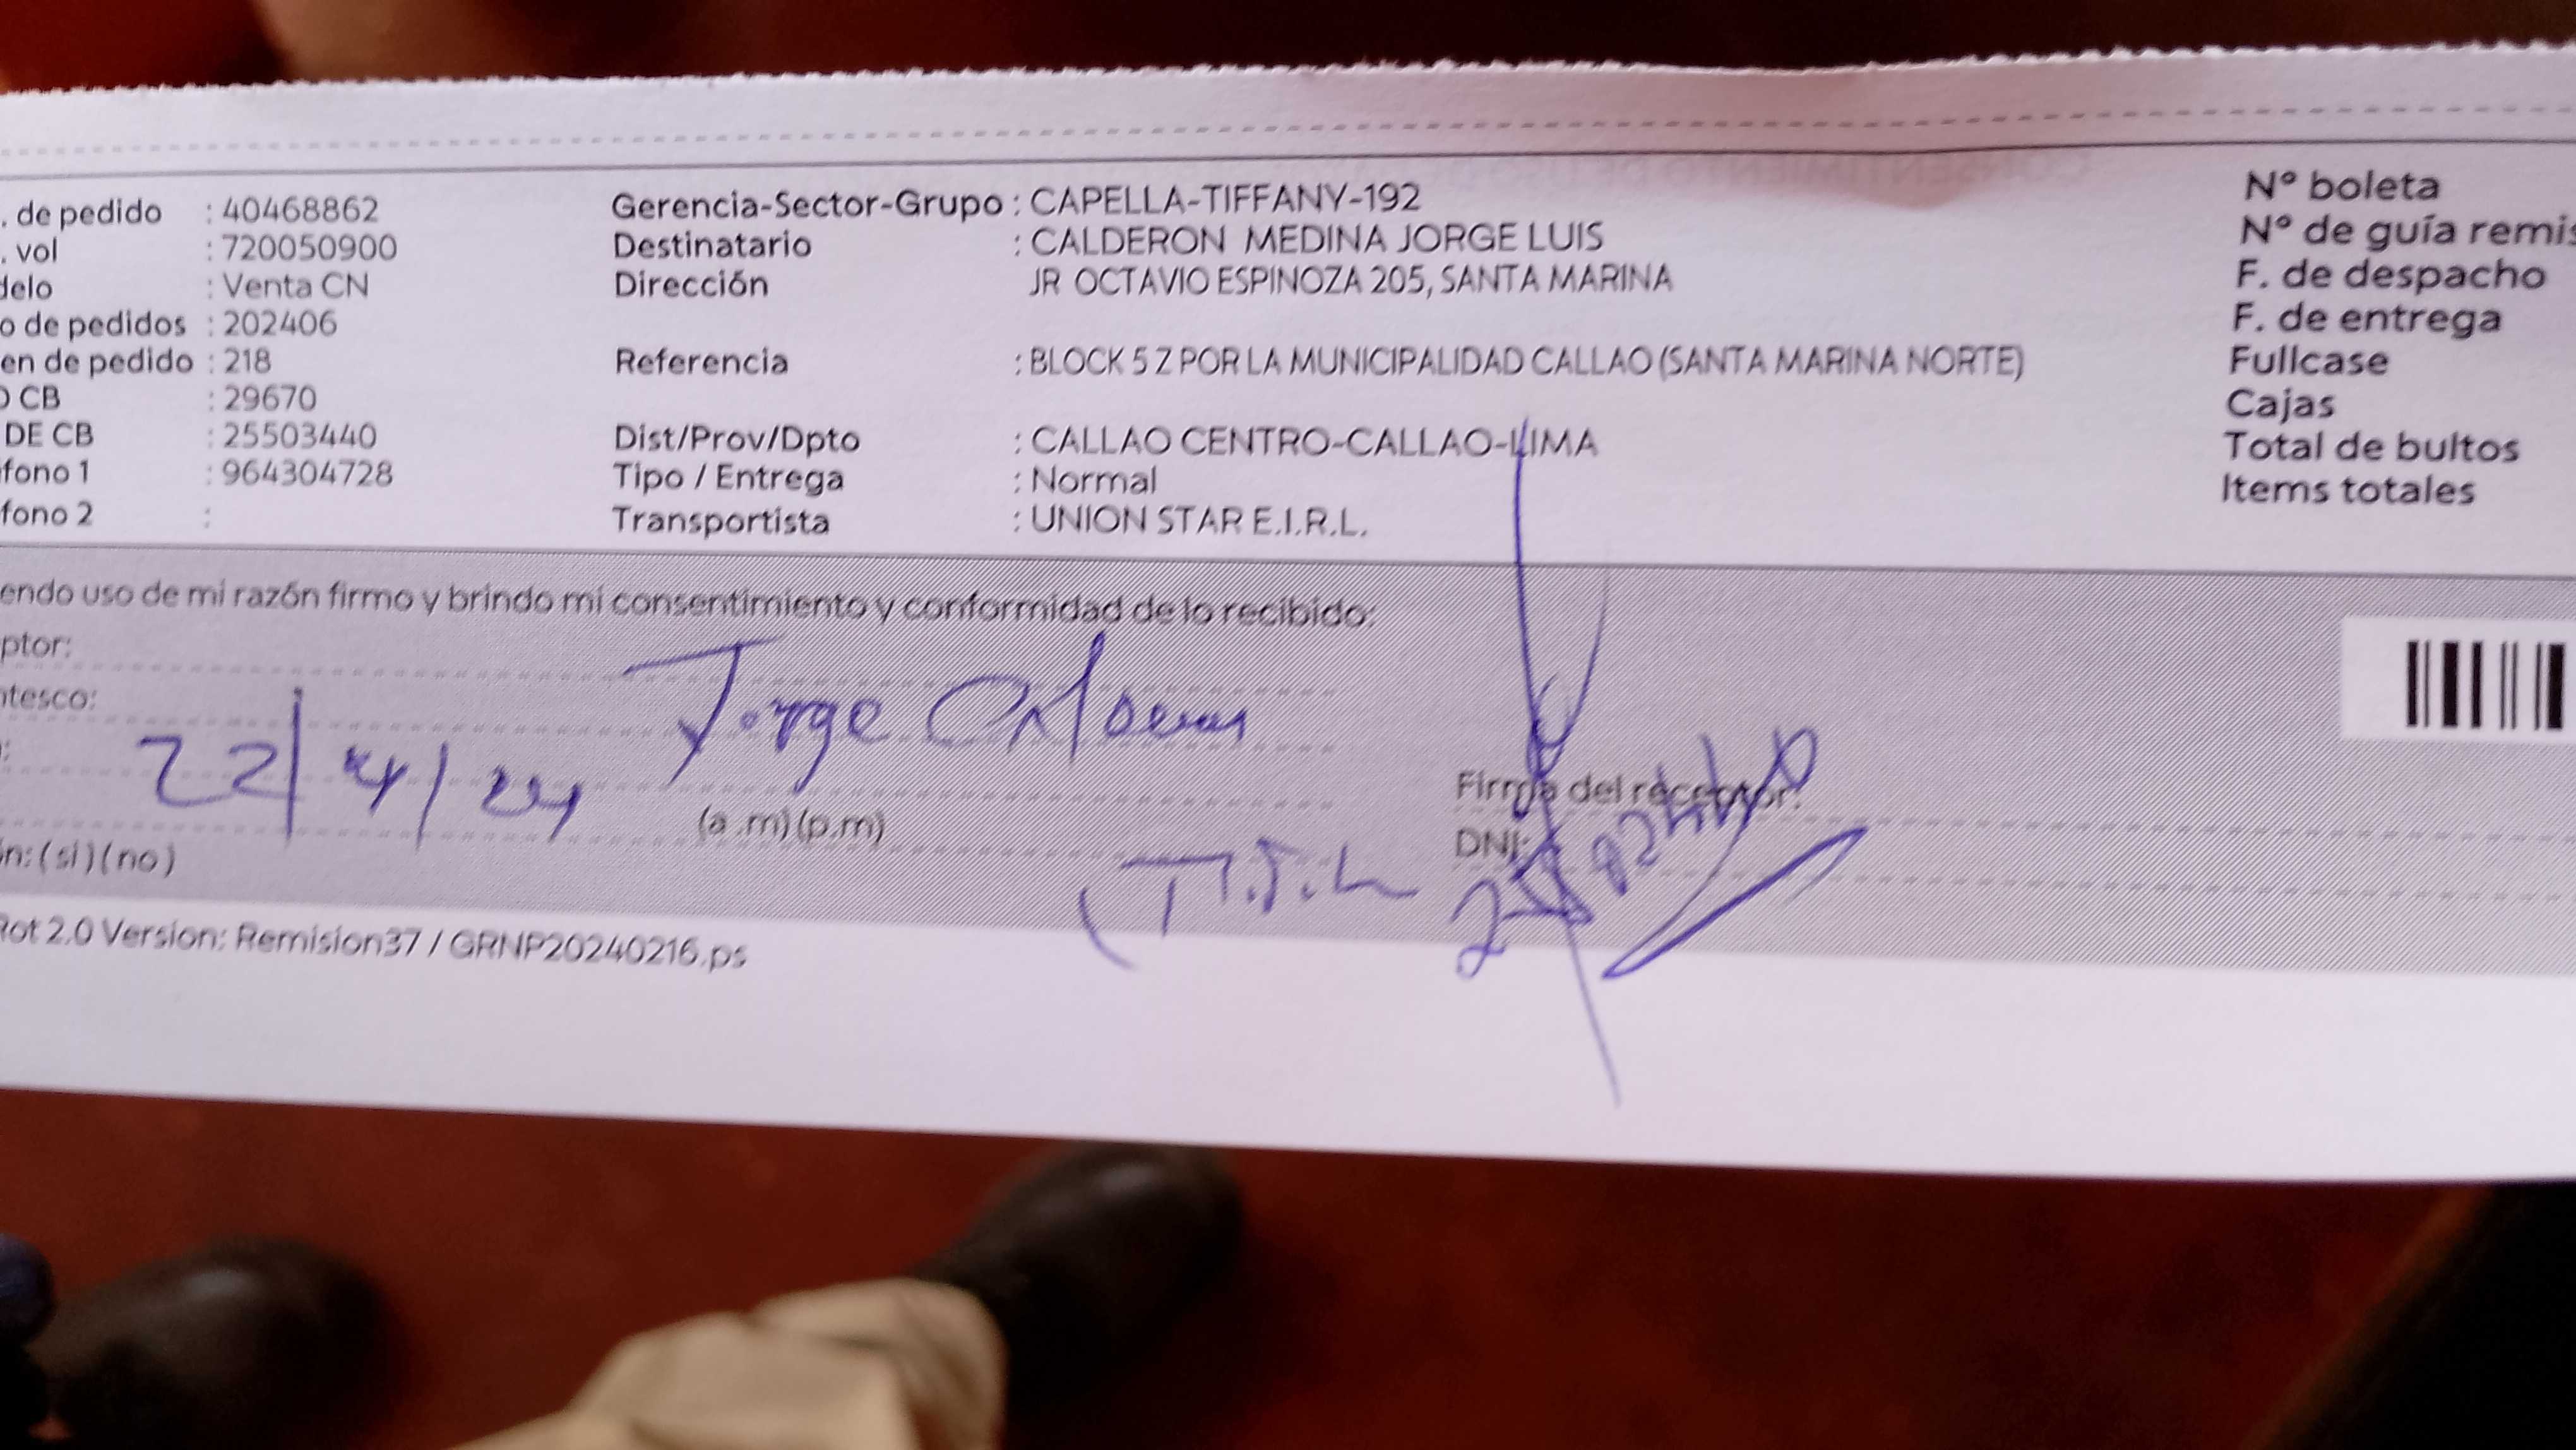 . de pedido : 40468862 Gerencia-Sector-Grupo : CAPELLA-TIFFANY-192 Nº boleta
. vol : 720050900 Destinatario : CALDERON MEDINA JORGE LUIS Nº de guía remis
delo : Venta CN Dirección JR OCTAVIO ESPINOZA 205, SANTA MARINA F. de despacho
o de pedidos : 202406 F. de entrega
en de pedido : 218 Referencia : BLOCK 5 Z POR LA MUNICIPALIDAD CALLAO (SANTA MARINA NORTE) Fullcase
O CB : 29670 Cajas
DE CB : 25503440 Dist/Prov/Dpto : CALLAO CENTRO-CALLAO-LIMA Total de bultos
fono 1 : 964304728 Tipo / Entrega : Normal Items totales
fono 2 : Transportista : UNION STAR E.I.R.L.
endo uso de mi razón firmo y brindo mi consentimiento y conformidad de lo recibido:
ptor:
ntesco: Jorge
22/4/24
(a .m) (p.m) Firma del receptor:
DNI:
n: (si) (no)
Rot 2.0 Version: Remision37 / GRNP20240216.ps